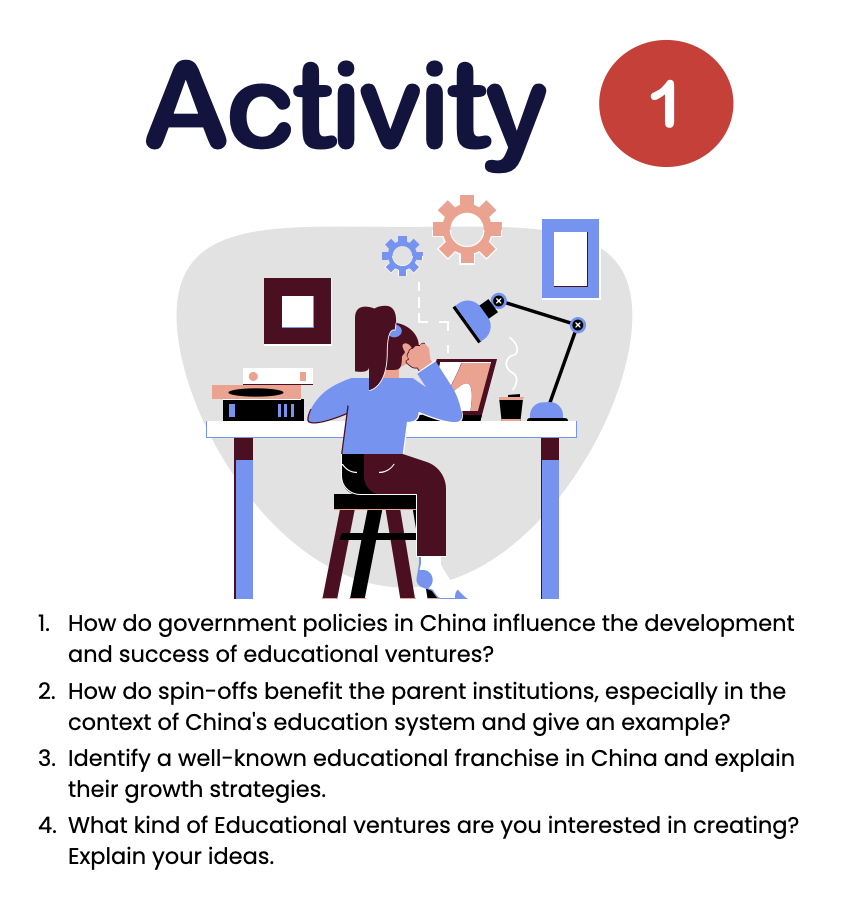 Activity 1
1. How do government policies in China influence the development
and success of educational ventures?
2. How do spin-offs benefit the parent institutions, especially in the
context of China's education system and give an example?
3. Identify a well-known educational franchise in China and explain
their growth strategies.
4. What kind of Educational ventures are you interested in creating?
Explain your ideas.